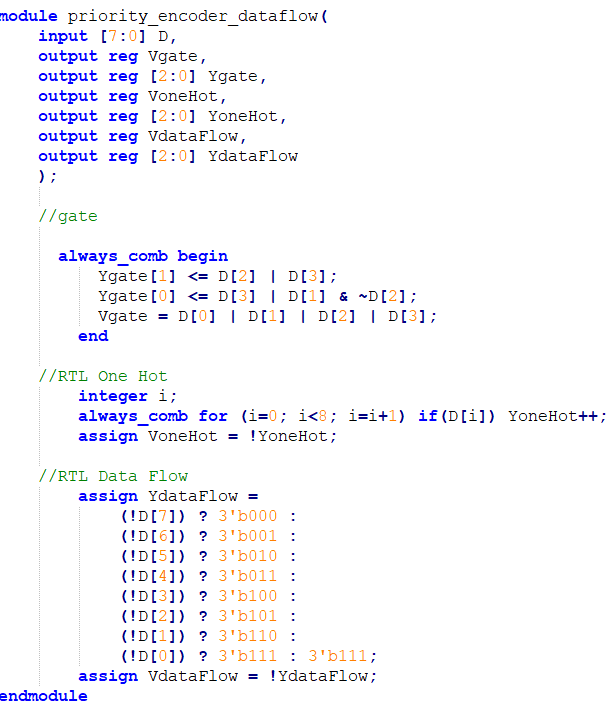 module priority_encoder_dataflow(
input [7:0] D,
output reg Vgate,
output reg [2:0] Ygate,
output reg VoneHot,
output reg [2:0] YoneHot,
output reg VdataFlow,
output reg [2:0] YdataFlow
);
//gate
always_comb begin
Ygate[1] <= D[2] | D[3];
Ygate[0] <= D[3] | D[1] & ~D[2];
Vgate = D[0] | D[1] | D[2] | D[3];
end
//RTL One Hot
integer i;
always_comb for (i=0; i<8; i=i+1) if(D[i]) YoneHot++;
assign VoneHot = !YoneHot;
//RTL Data Flow
assign YdataFlow =
(!D[7]) ? 3'b000 :
(!D[6]) ? 3'b001 :
(!D[5]) ? 3'b010 :
(!D[4]) ? 3'b011 :
(!D[3]) ? 3'b100 :
(!D[2]) ? 3'b101 :
(!D[1]) ? 3'b110 :
(!D[0]) ? 3'b111 : 3'b111;
assign VdataFlow = !YdataFlow;
endmodule